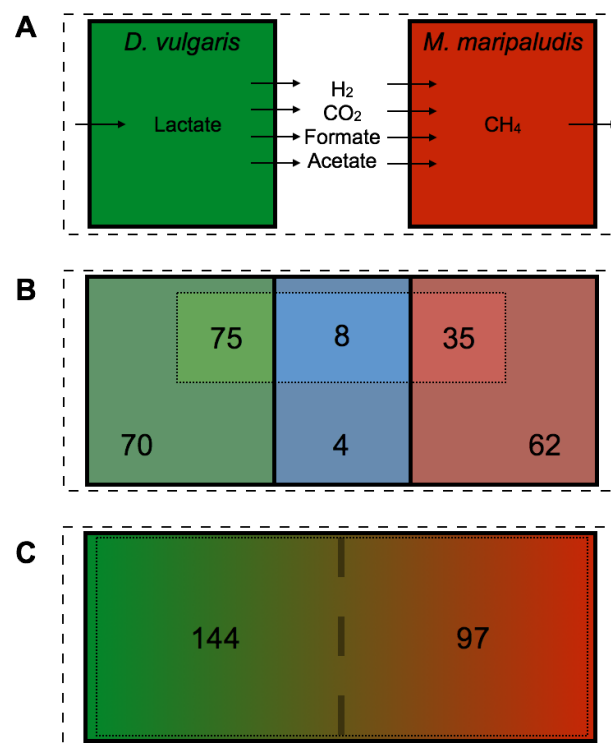 A
D. vulgaris
M. maripaludis
H₂
CO₂
Lactate
Formate
Acetate
CH₄
B
75
8
35
70
4
62
C
144
97